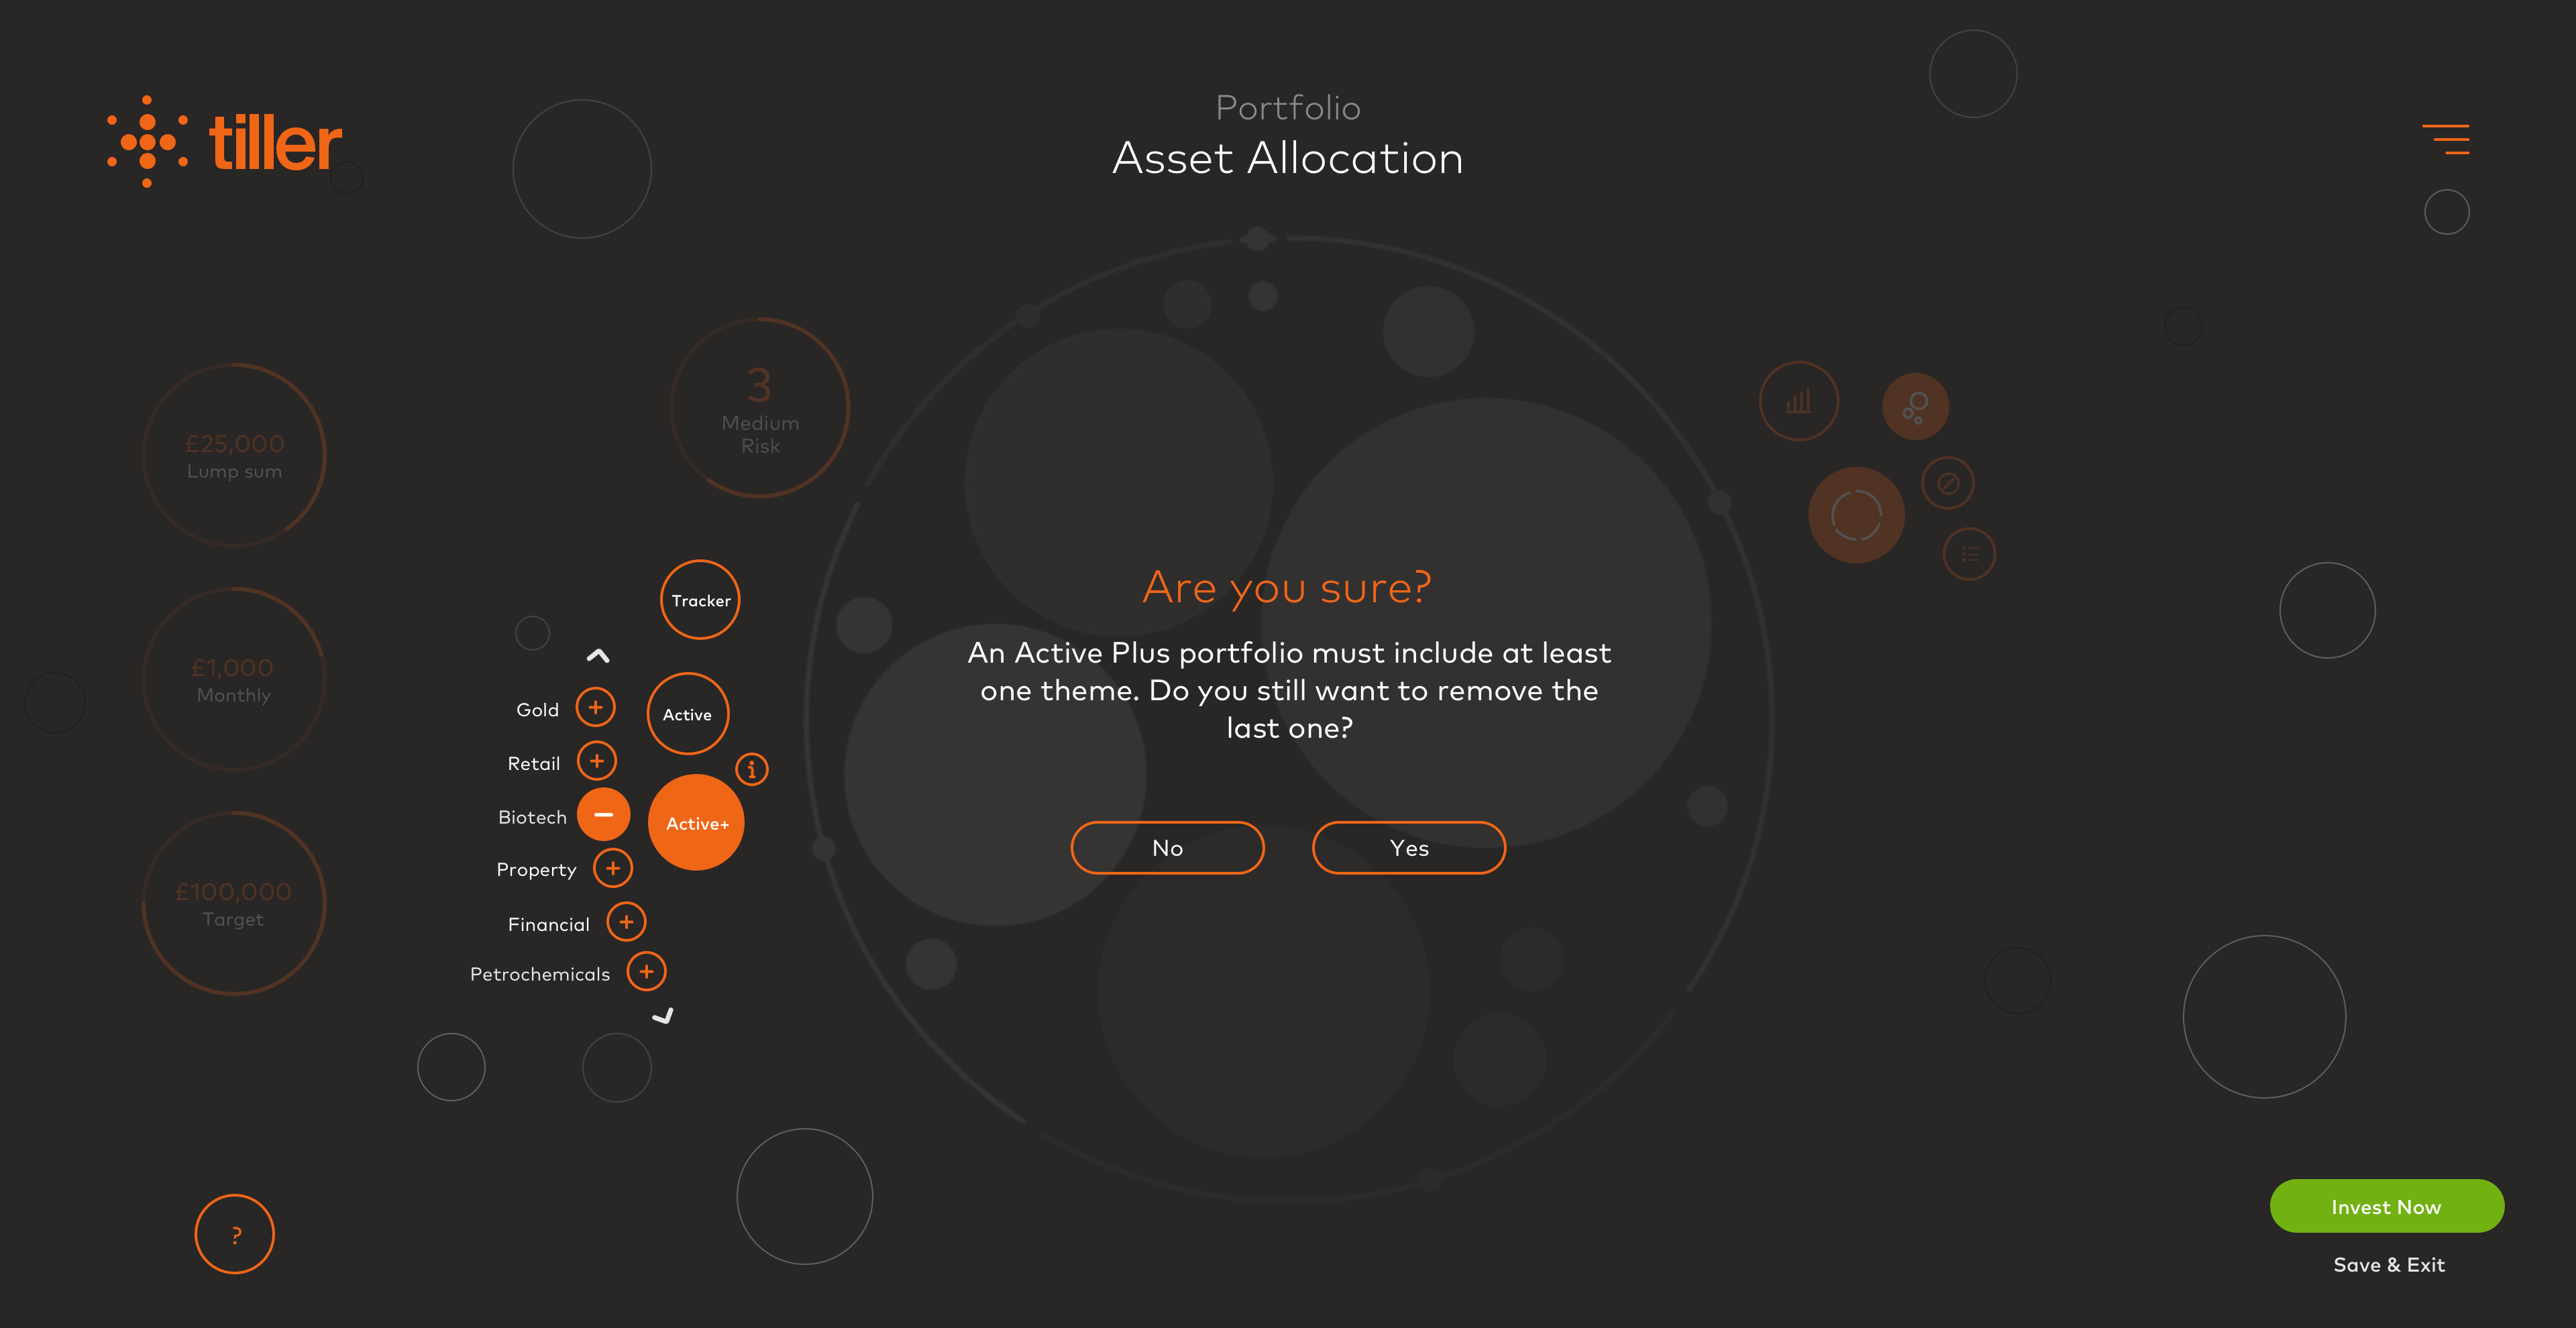 tiller
Portfolio
Asset Allocation
£25,000
Lump sum
£1,000
Monthly
£100,000
Target
3
Medium
Risk
Tracker
Active
Active+
Gold
Retail
Biotech
Property
Financial
Petrochemicals
Are you sure?
An Active Plus portfolio must include at least
one theme. Do you still want to remove the
last one?
No
Yes
?
Invest Now
Save & Exit